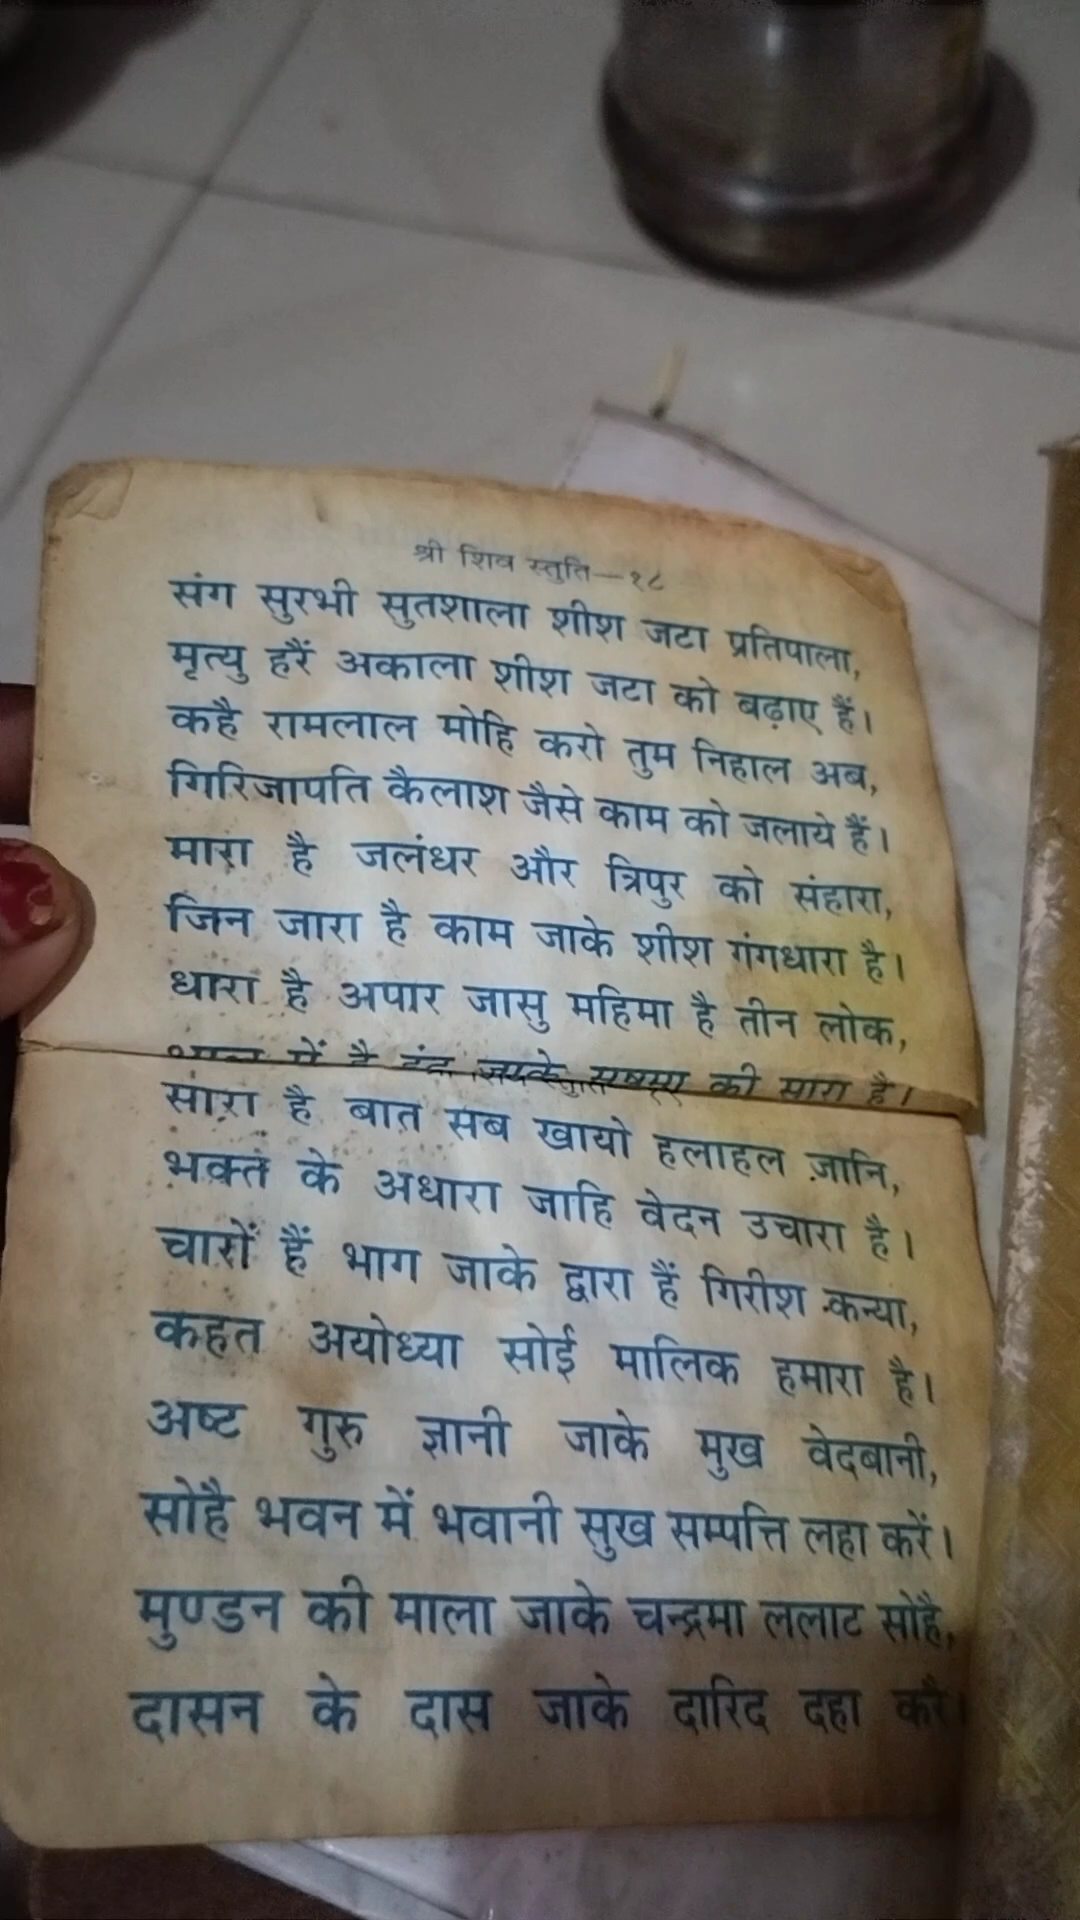 श्री शिव स्तुति—१८
संग सुरभी सुतशाला शीश जटा प्रतिपाला,
मृत्यु हरैं अकाला शीश जटा को बढ़ाए हैं।
कहै रामलाल मोहि करो तुम निहाल अब,
गिरिजापति कैलाश जैसे काम को जलाये हैं।
मारा है जलंधर और त्रिपुर को संहारा,
जिन जारा है काम जाके शीश गंगधारा है।
धारा है अपार जासु महिमा है तीन लोक,
में है की सारा है।
सारा है बात सब खायो हलाहल जानि,
भक्त के अधारा जाहि वेदन उचारा है।
चारों हैं भाग जाके द्वारा हैं गिरीश कन्या,
कहत अयोध्या सोई मालिक हमारा है।
अष्ट गुरु ज्ञानी जाके मुख वेदबानी,
सोहै भवन में भवानी सुख सम्पत्ति लहा करें।
मुण्डन की माला जाके चन्द्रमा ललाट सोहै,
दासन के दास जाके दारिद दहा करै।